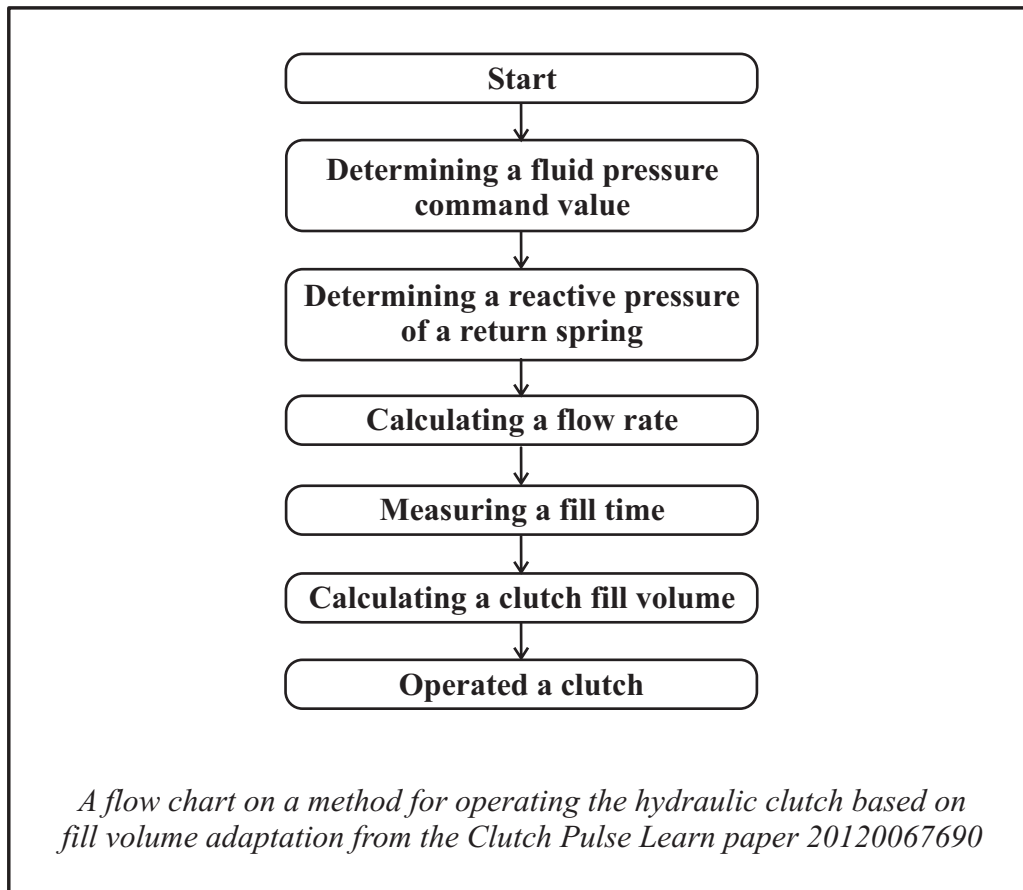 Start
Determining a fluid pressure
command value
Determining a reactive pressure
of a return spring
Calculating a flow rate
Measuring a fill time
Calculating a clutch fill volume
Operated a clutch
A flow chart on a method for operating the hydraulic clutch based on
fill volume adaptation from the Clutch Pulse Learn paper 20120067690